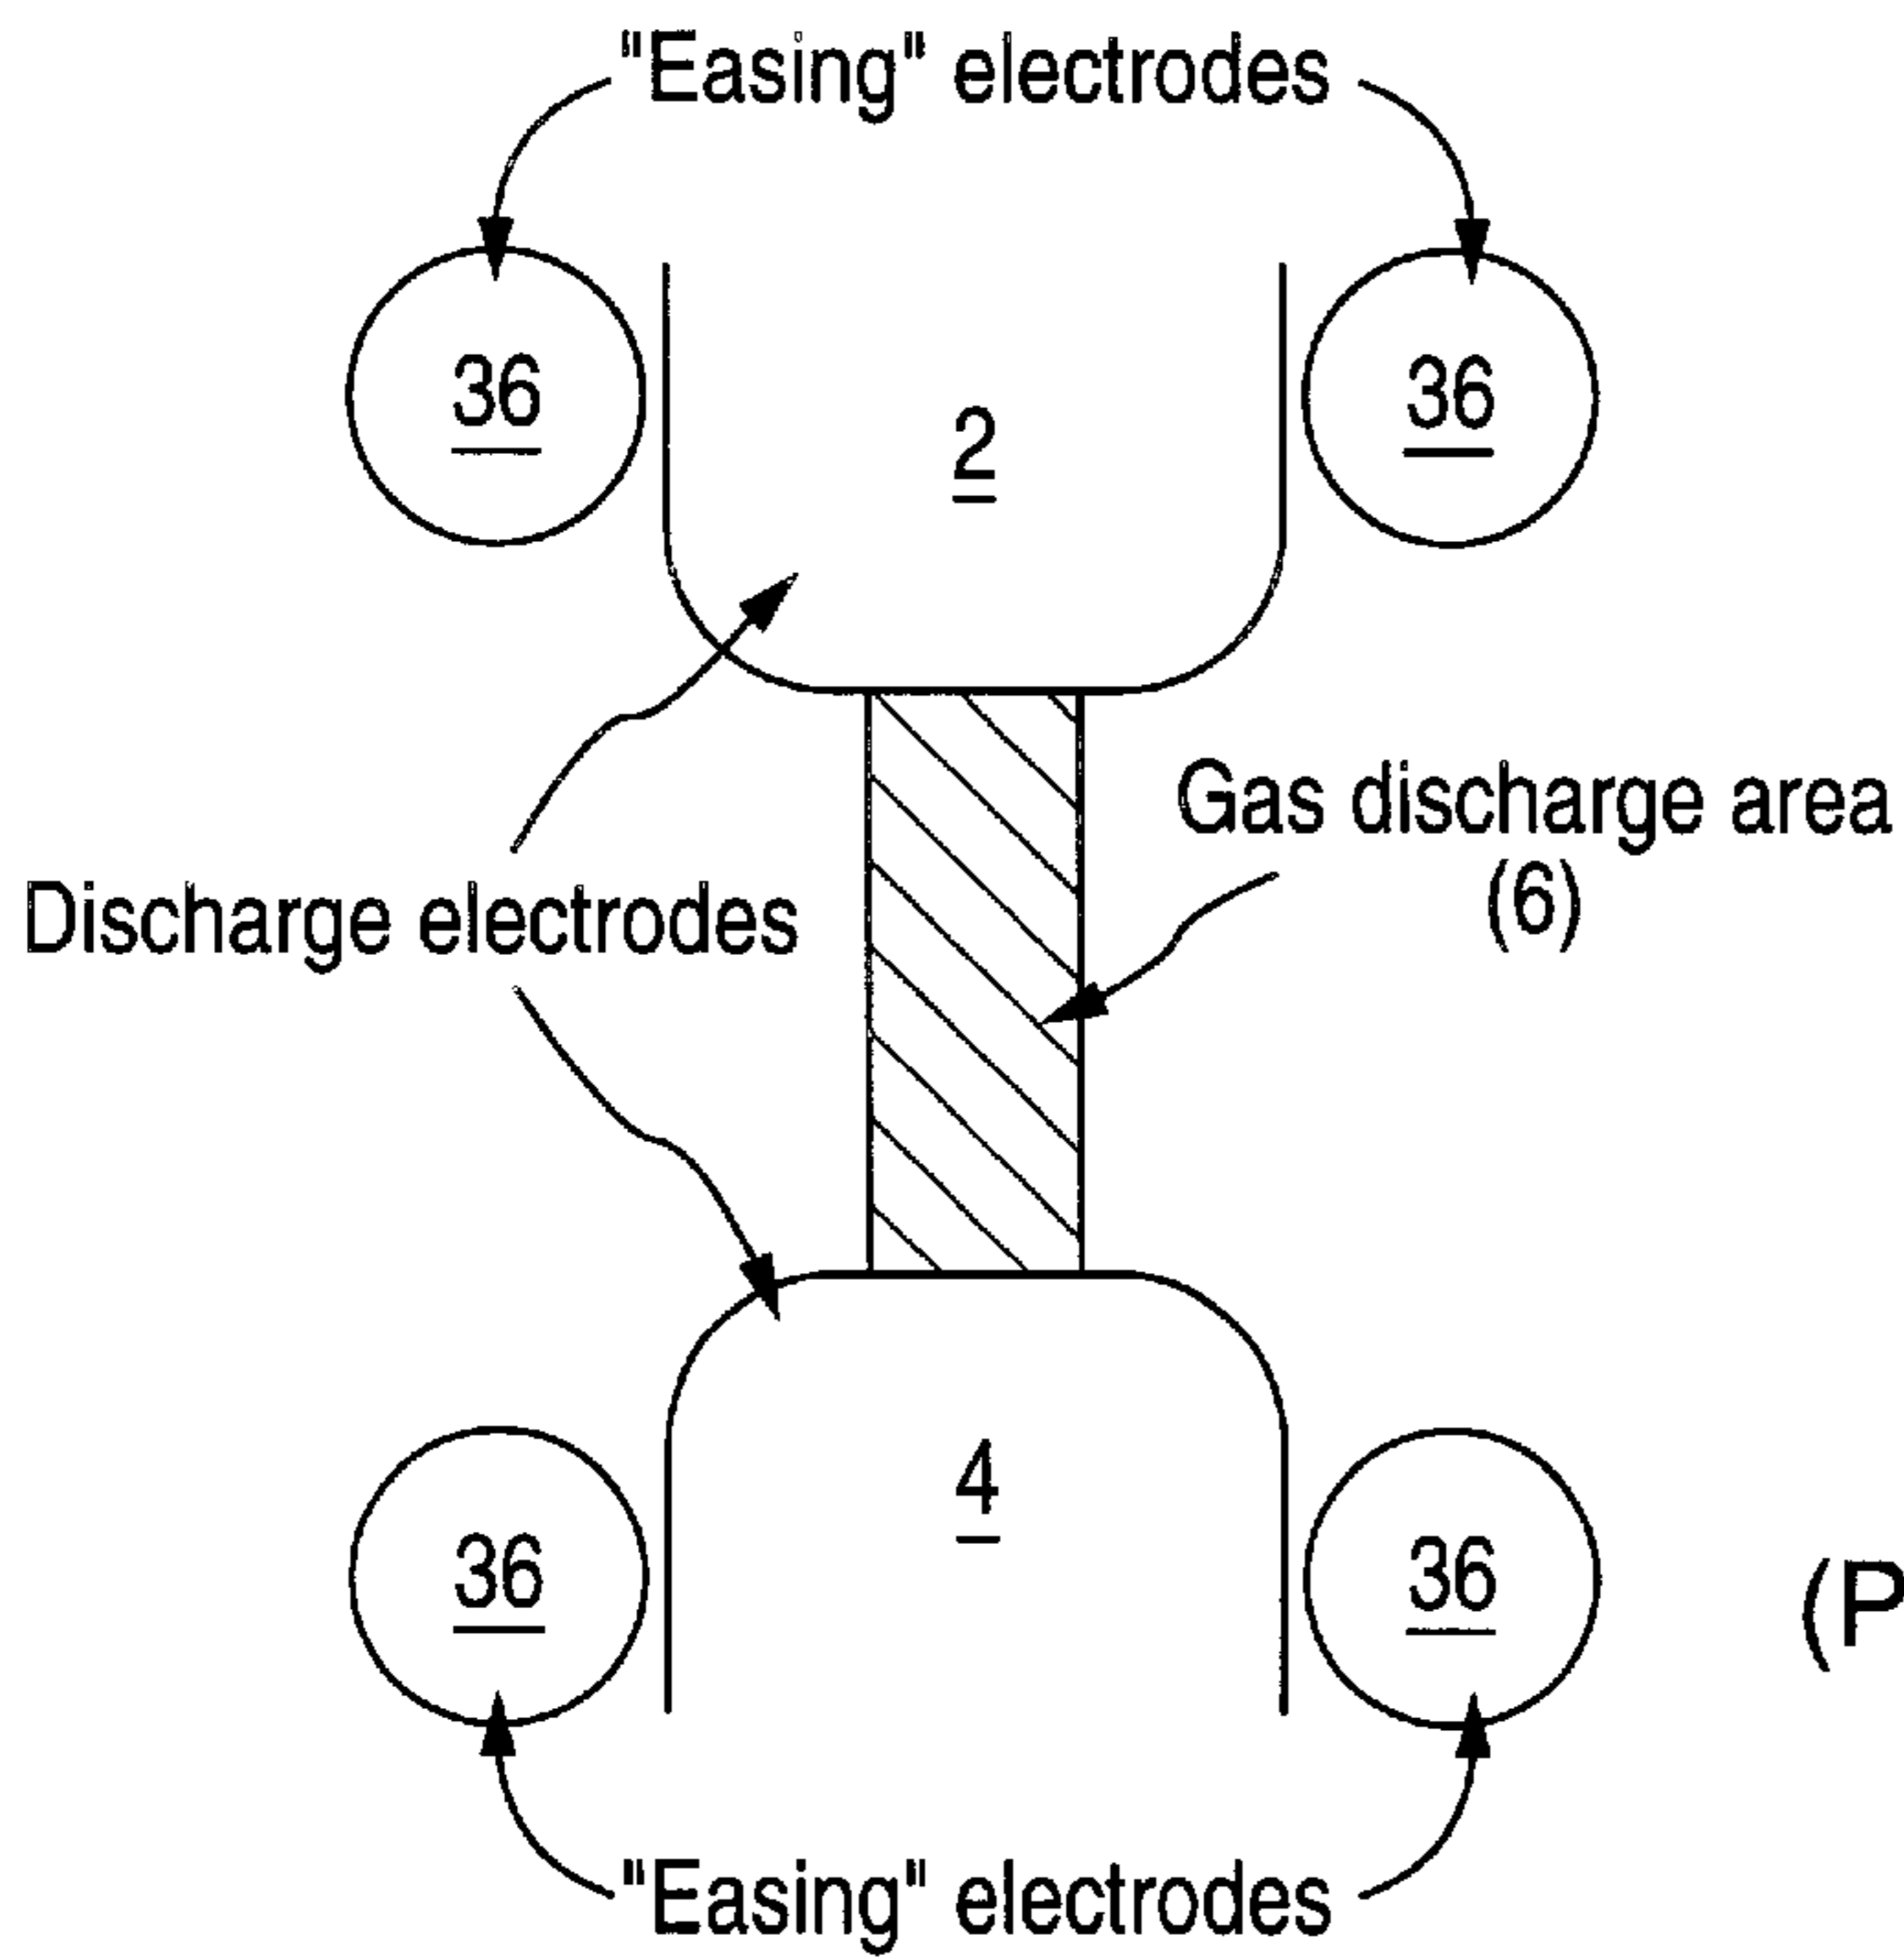 "Easing" electrodes
36
36
2
Gas discharge area
(6)
Discharge electrodes
4
36
36
(P
"Easing" electrodes